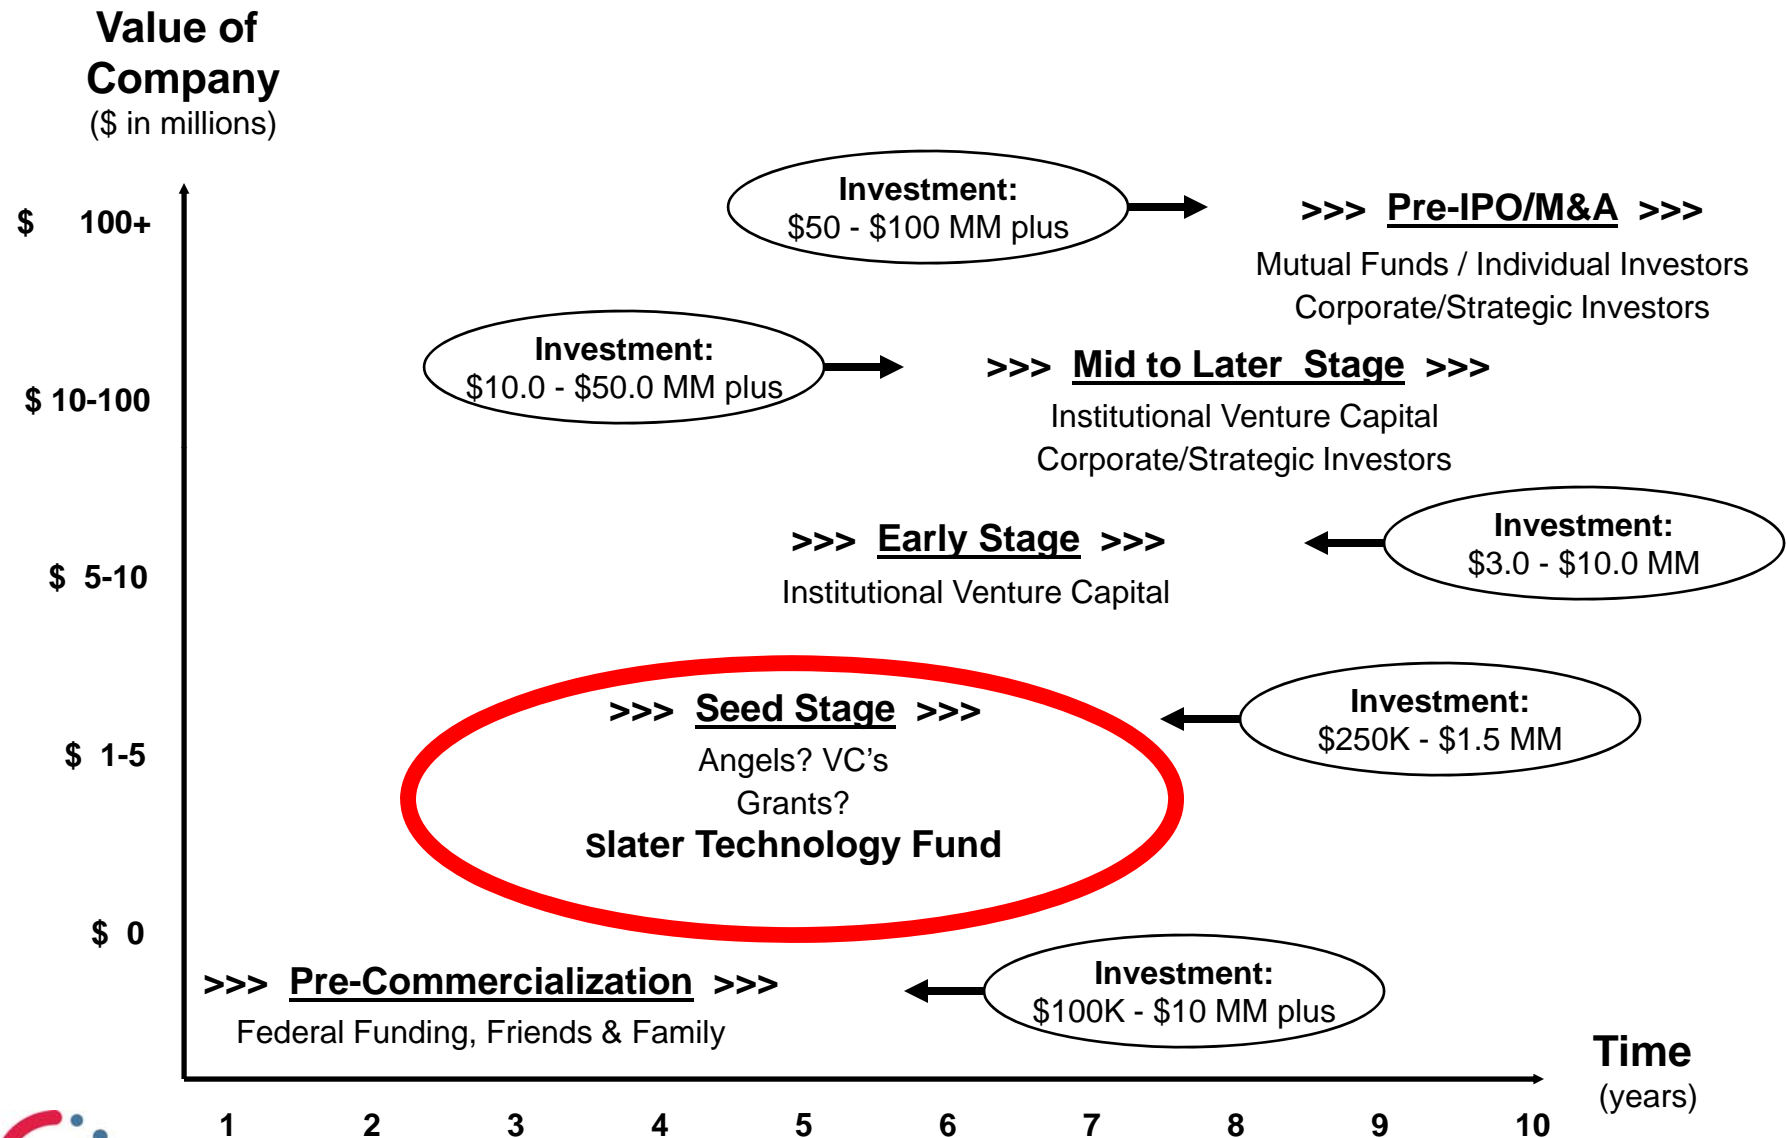 Value of
Company
($ in millions)
Investment:
$50 - $100 MM plus
>>> Pre-IPO/M&A >>>
$ 100+
Mutual Funds / Individual Investors
Corporate/Strategic Investors
Investment:
$10.0 - $50.0 MM plus
>>> Mid to Later Stage >>>
$ 10-100
Institutional Venture Capital
Corporate/Strategic Investors
>>> Early Stage >>>
Investment:
$3.0 - $10.0 MM
$ 5-10
Institutional Venture Capital
>>> Seed Stage >>>
Investment:
$250K - $1.5 MM
$ 1-5
Angels? VC’s
Grants?
Slater Technology Fund
$ 0
>>> Pre-Commercialization >>>
Investment:
$100K - $10 MM plus
Federal Funding, Friends & Family
Time
(years)
1 2 3 4 5 6 7 8 9 10